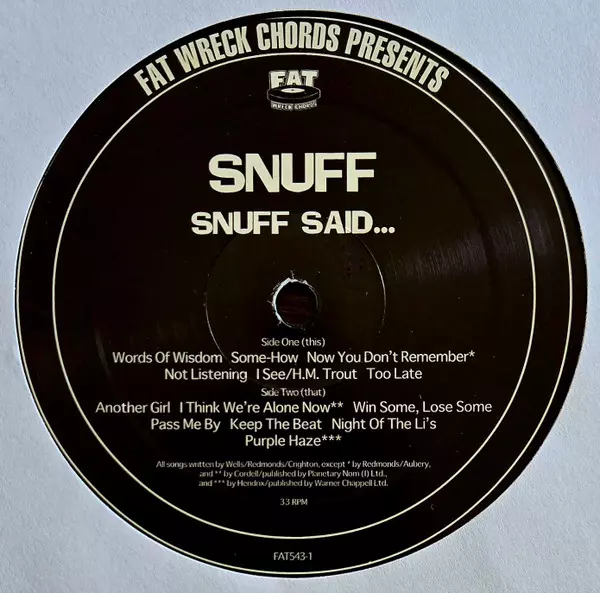 FAT WRECK CHORDS PRESENTS
FAT
WRECK CHORDS
SNUFF
SNUFF SAID...
Side One (this)
Words Of Wisdom Some-How Now You Don't Remember*
Not Listening I See/H.M. Trout Too Late
Side Two (that)
Another Girl I Think We're Alone Now** Win Some, Lose Some
Pass Me By Keep The Beat Night Of The Li's
Purple Haze***
All songs written by Wells/Redmonds/Crighton, except * by Redmonds/Aubery,
and ** by Cordell/published by Planetary Nom (I) Ltd.,
and *** by Hendrix/published by Warner Chappell Ltd.
33 RPM
FAT543-1